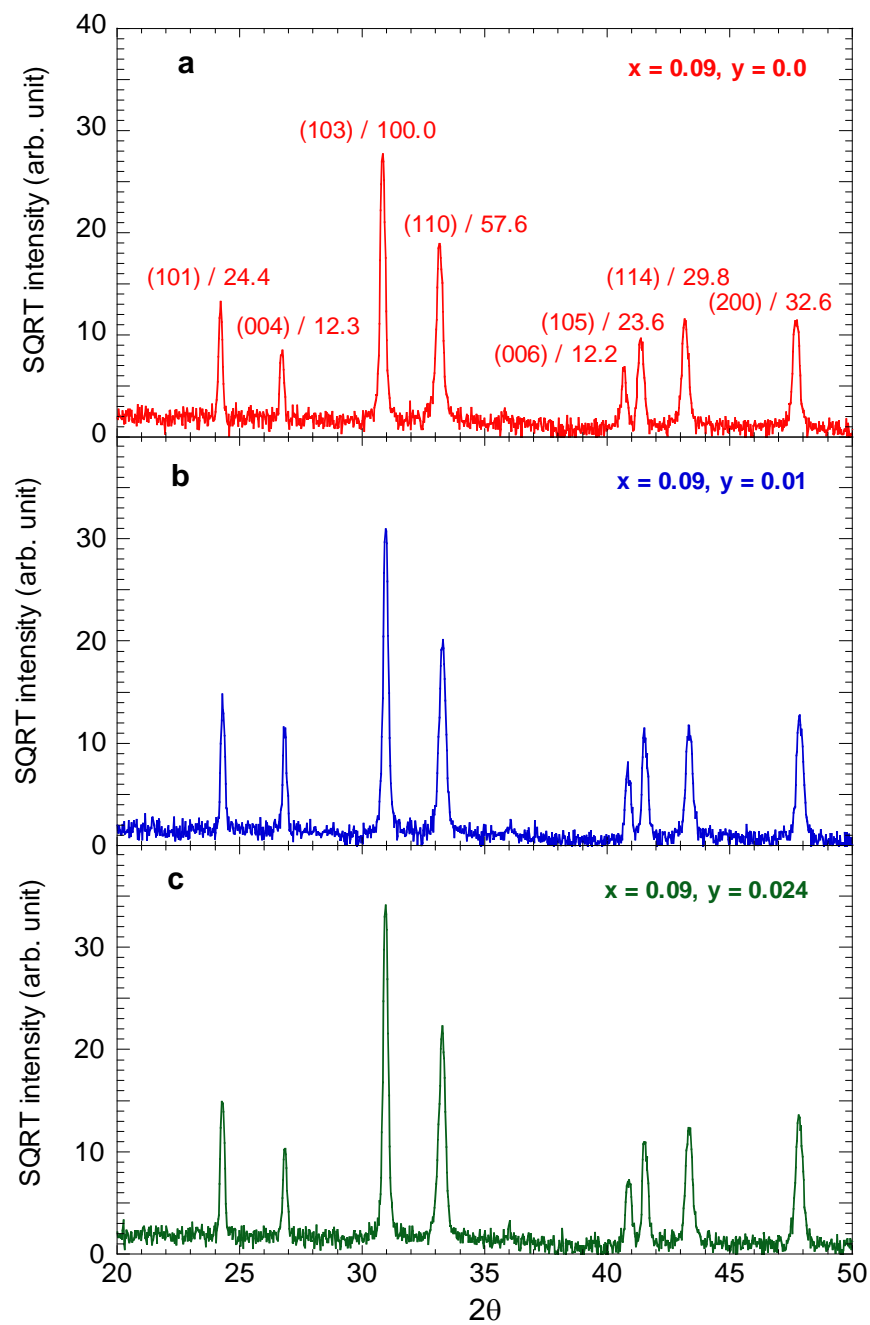 40
a
x = 0.09, y = 0.0
30
(103) / 100.0
(110) / 57.6
20
(101) / 24.4
(114) / 29.8
(200) / 32.6
(004) / 12.3
(105) / 23.6
10
(006) / 12.2
0
SQRT intensity (arb. unit)
b
x = 0.09, y = 0.01
30
20
10
0
SQRT intensity (arb. unit)
c
x = 0.09, y = 0.024
30
20
10
0
SQRT intensity (arb. unit)
20 25 30 35 40 45 50
2θ